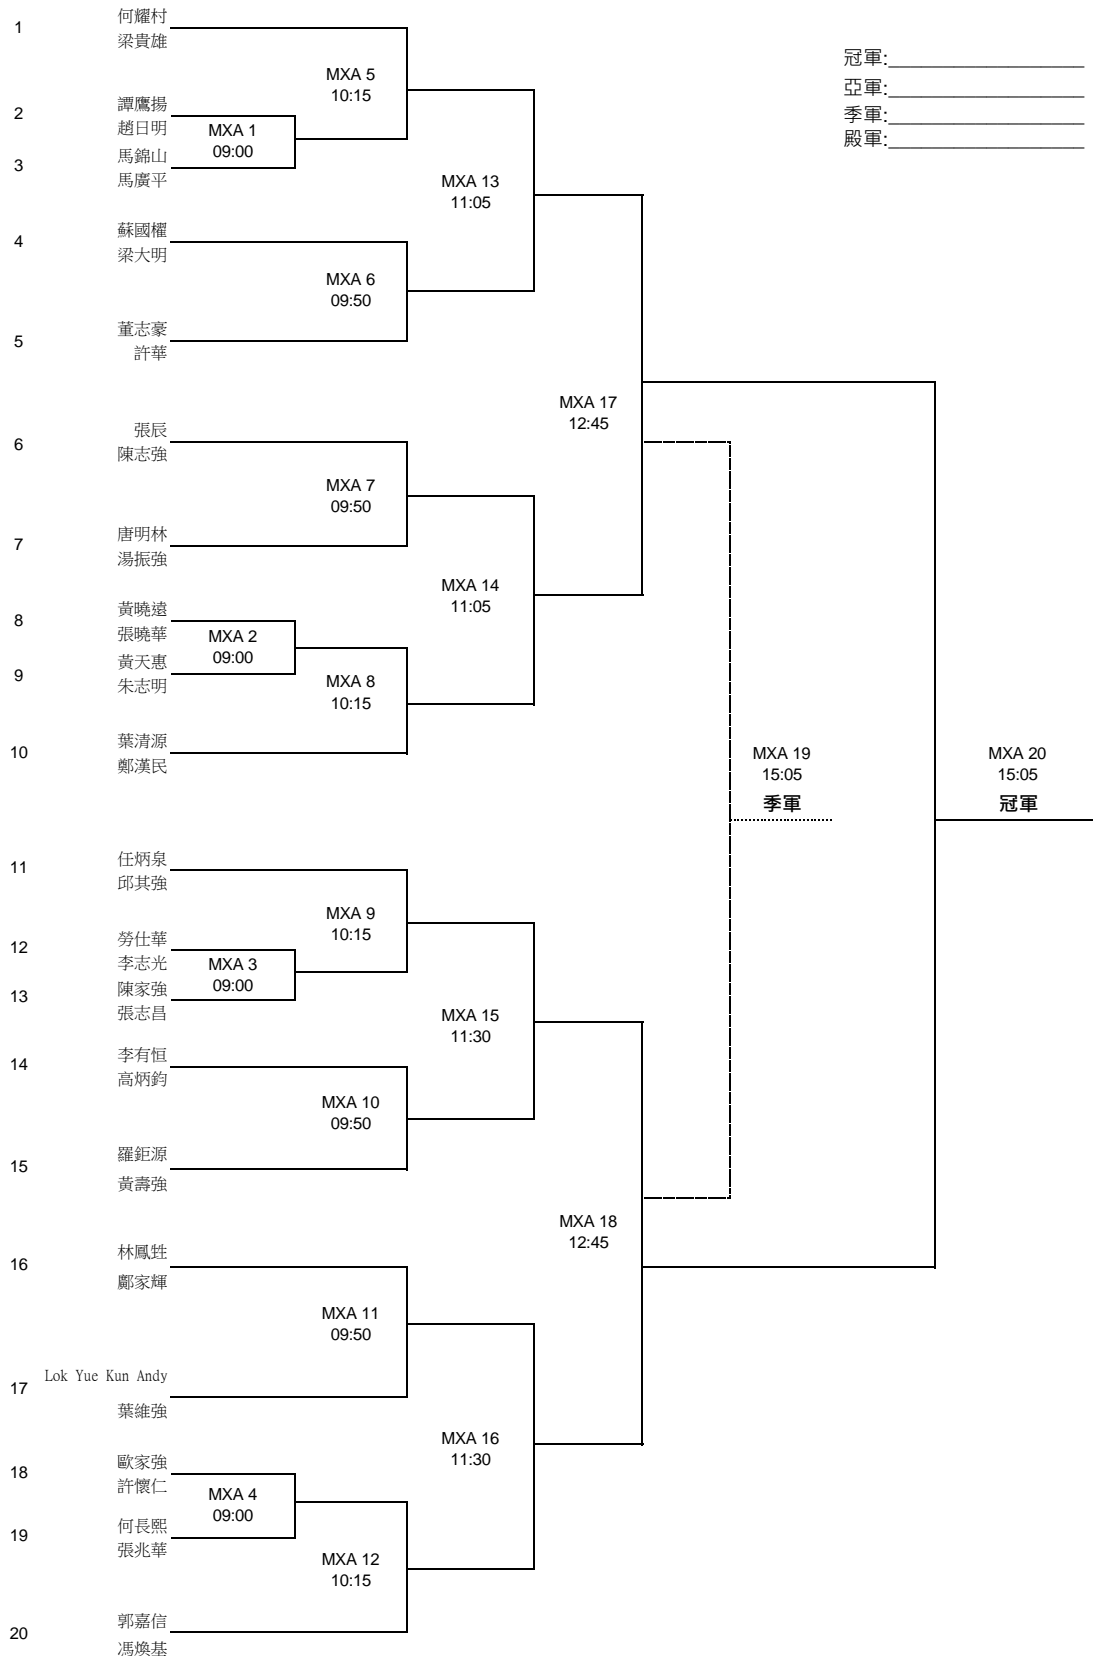 何耀村
1
梁貴雄
冠軍:____________________
亞軍:____________________
季軍:____________________
殿軍:____________________
MXA 5
10:15
譚鷹揚
2
趙日明
MXA 1
09:00
馬錦山
3
馬廣平
MXA 13
11:05
蘇國櫂
4
梁大明
MXA 6
09:50
董志豪
5
許華
MXA 17
12:45
張辰
6
陳志強
MXA 7
09:50
唐明林
7
湯振強
MXA 14
11:05
黃曉遠
8
張曉華
MXA 2
09:00
黃天惠
9
朱志明
MXA 8
10:15
葉清源
10
鄭漢民
MXA 19
15:05
季軍
MXA 20
15:05
冠軍
任炳泉
11
邱其強
MXA 9
10:15
勞仕華
12
李志光
MXA 3
09:00
陳家強
13
張志昌
MXA 15
11:30
李有恒
14
高炳鈞
MXA 10
09:50
羅鉅源
15
黃壽強
MXA 18
12:45
林鳳甡
16
鄺家輝
MXA 11
09:50
Lok Yue Kun Andy
17
葉維強
MXA 16
11:30
歐家強
18
許懷仁
MXA 4
09:00
何長熙
19
張兆華
MXA 12
10:15
郭嘉信
20
馮煥基